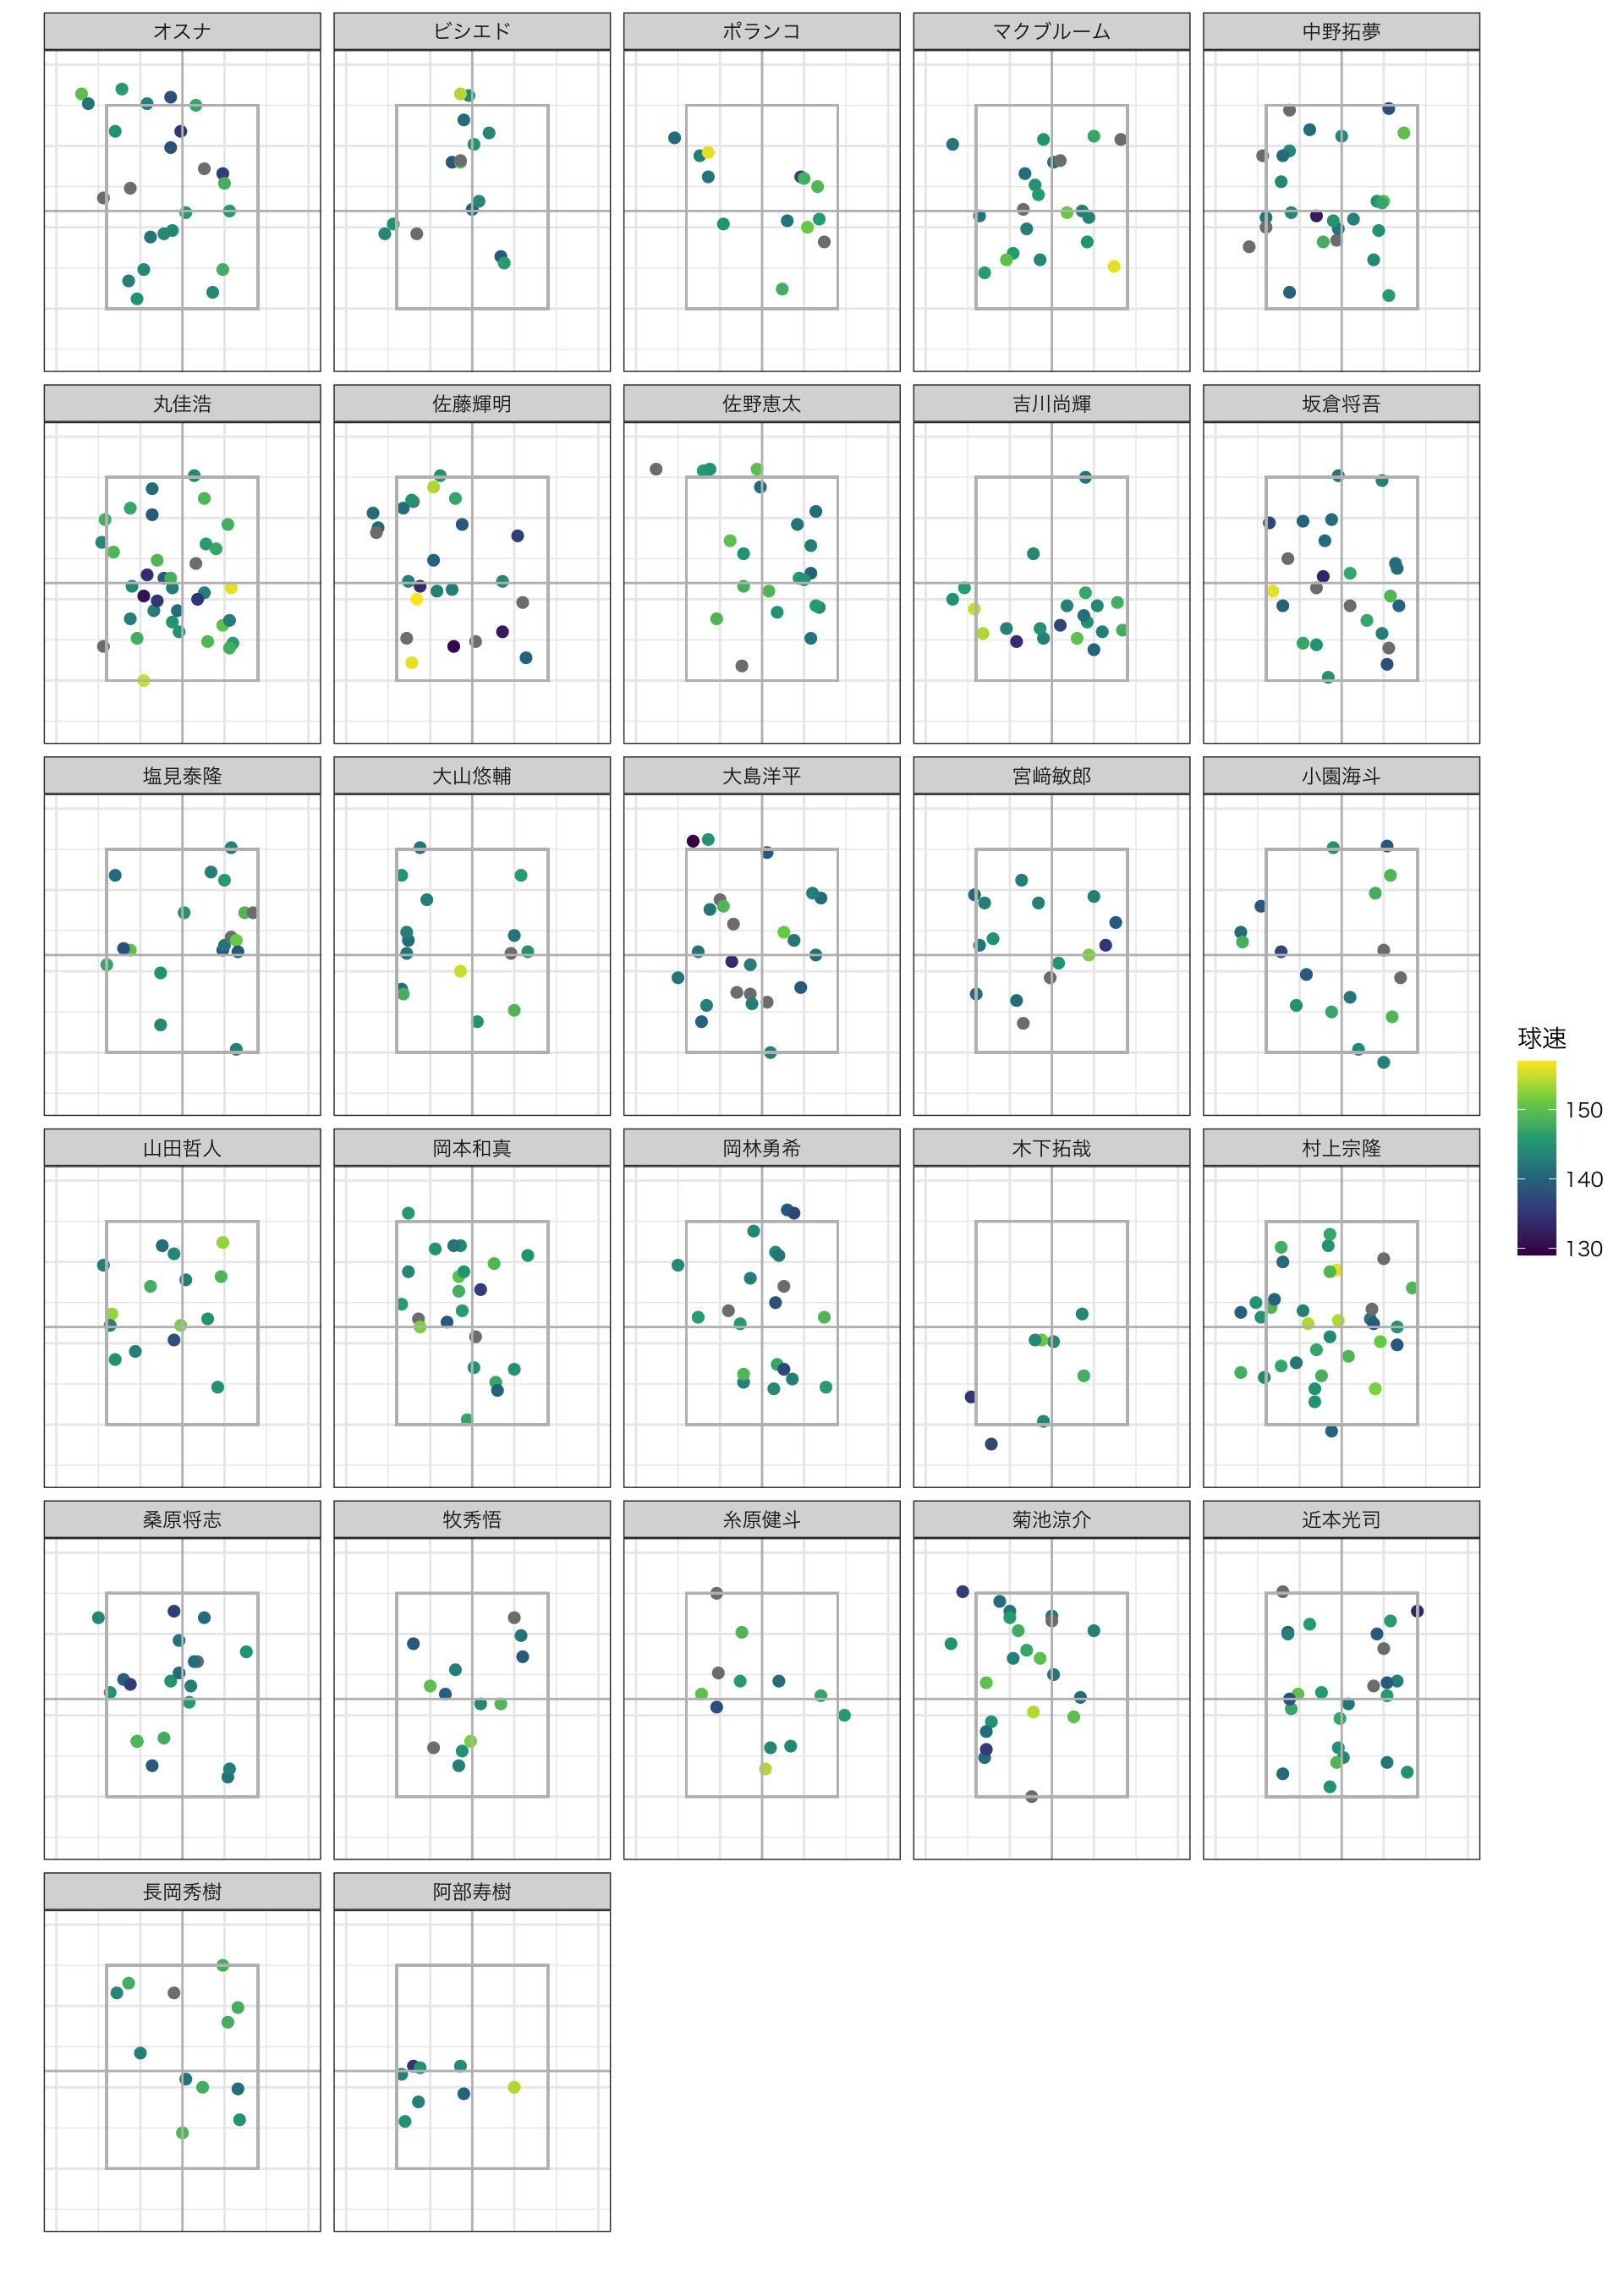 オスナ
ビシエド
ポランコ
マクブルーム
中野拓夢
丸佳浩
佐藤輝明
佐野恵太
吉川尚輝
坂倉将吾
塩見泰隆
大山悠輔
大島洋平
宮﨑敏郎
小園海斗
球速
150
140
130
山田哲人
岡本和真
岡林勇希
木下拓哉
村上宗隆
桑原将志
牧秀悟
糸原健斗
菊池涼介
近本光司
長岡秀樹
阿部寿樹